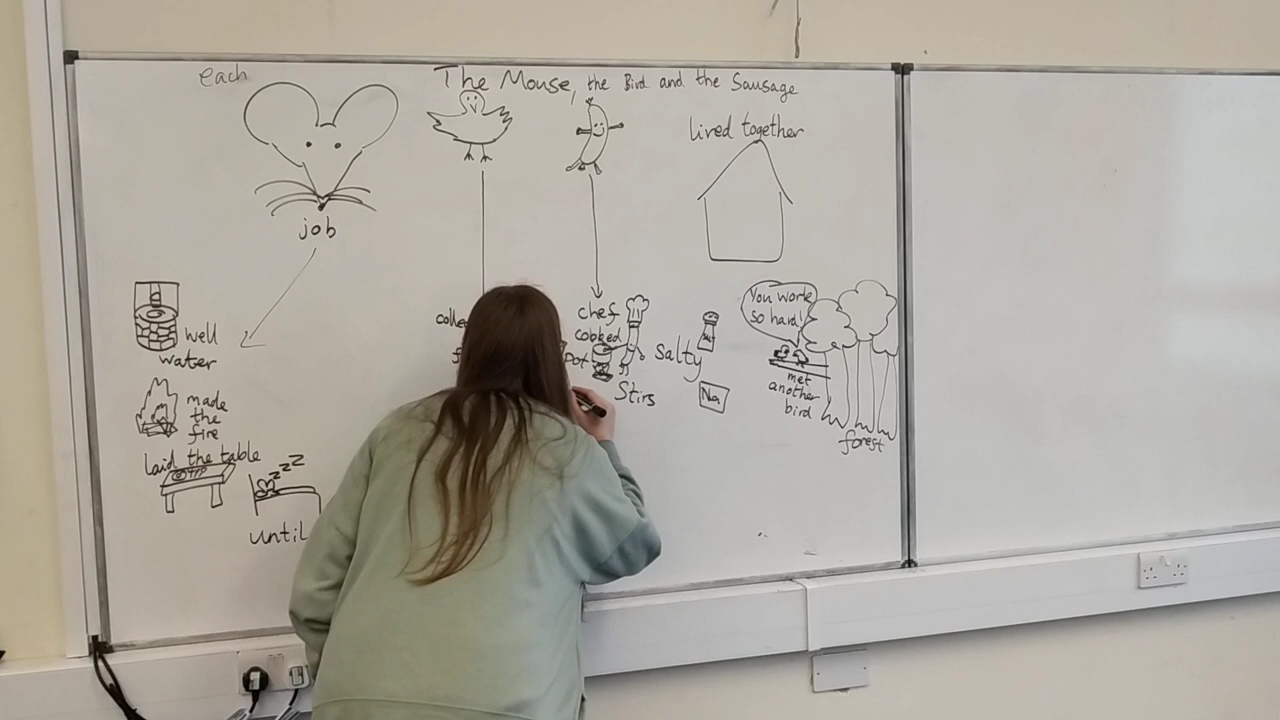 each
The Mouse, the Bird and the Sausage
lived together
job
well
water
made
the
fire
laid the table
zzz
until
chef
cooked
Pot
Stirs
Salty
Na
You work
so hard!
met
another
bird
forest